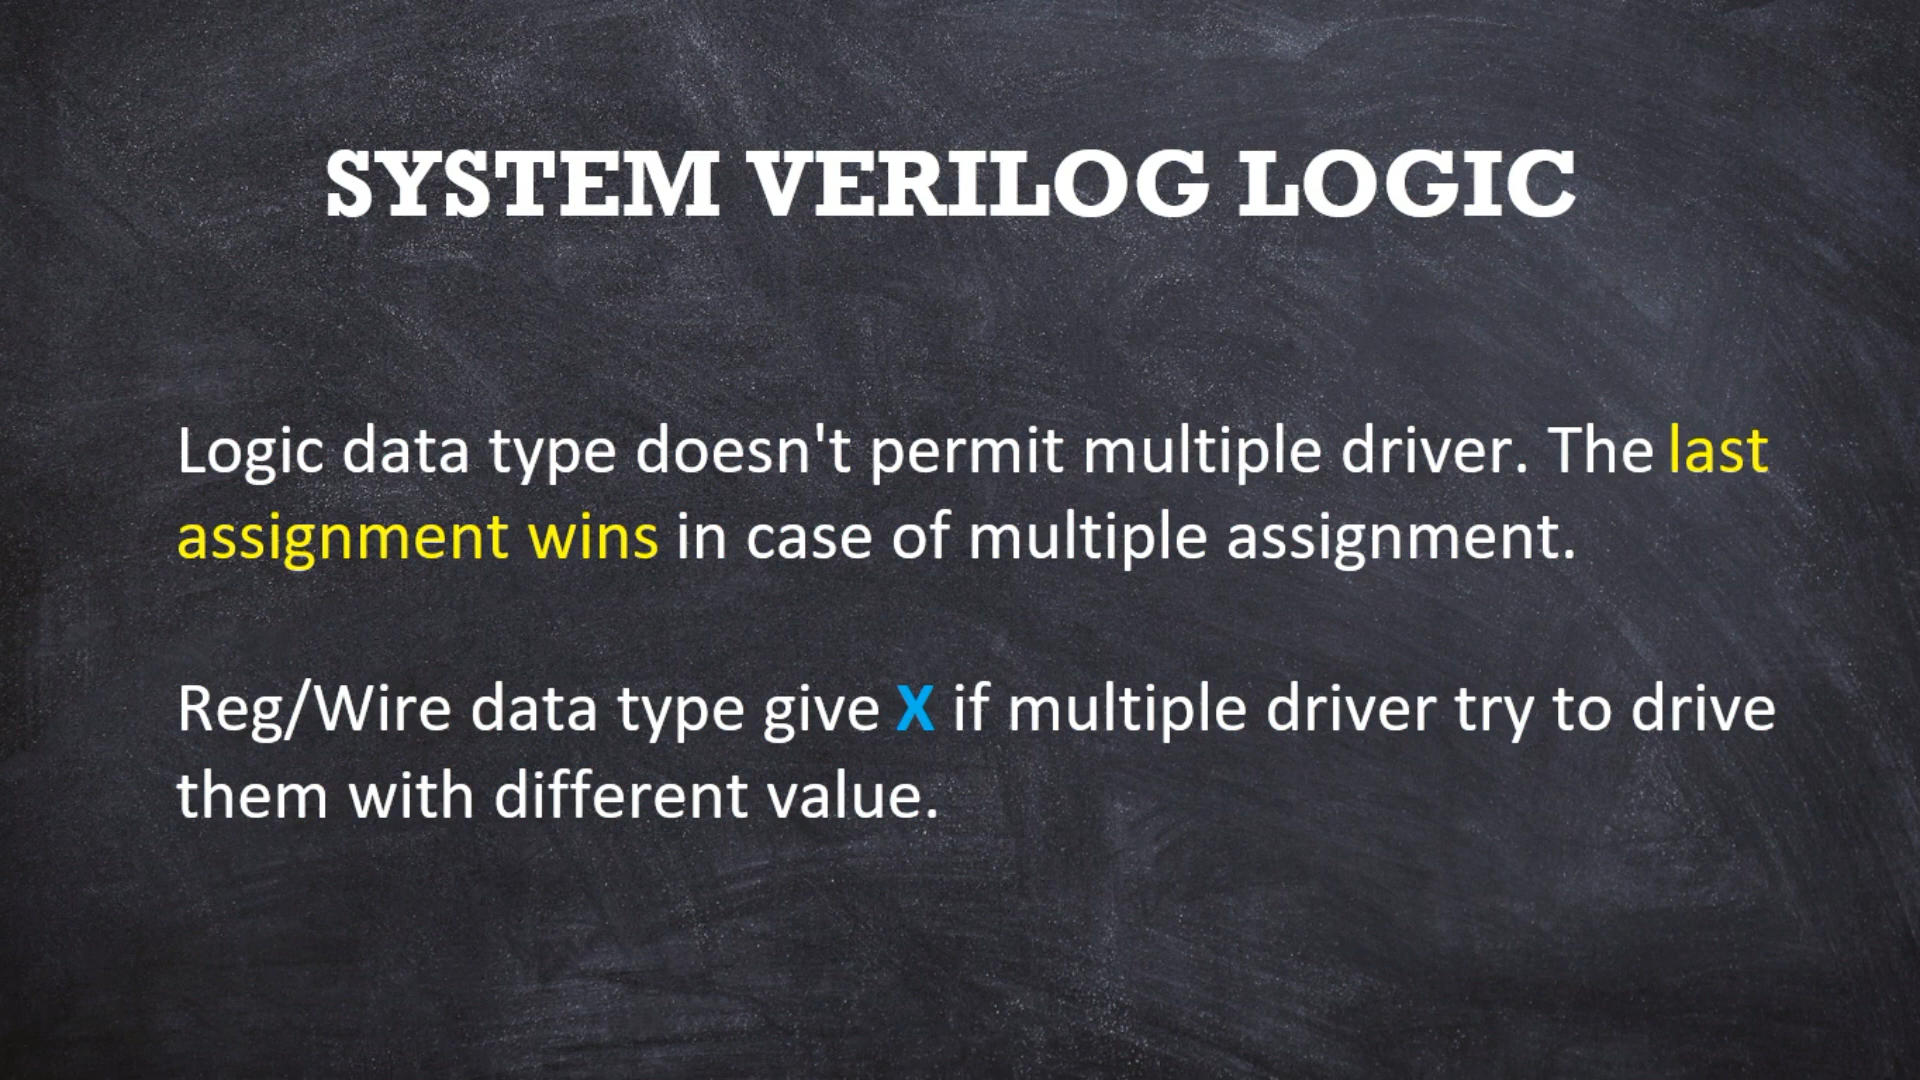 SYSTEM VERILOG LOGIC
Logic data type doesn't permit multiple driver. The last
assignment wins in case of multiple assignment.
Reg/Wire data type give X if multiple driver try to drive
them with different value.